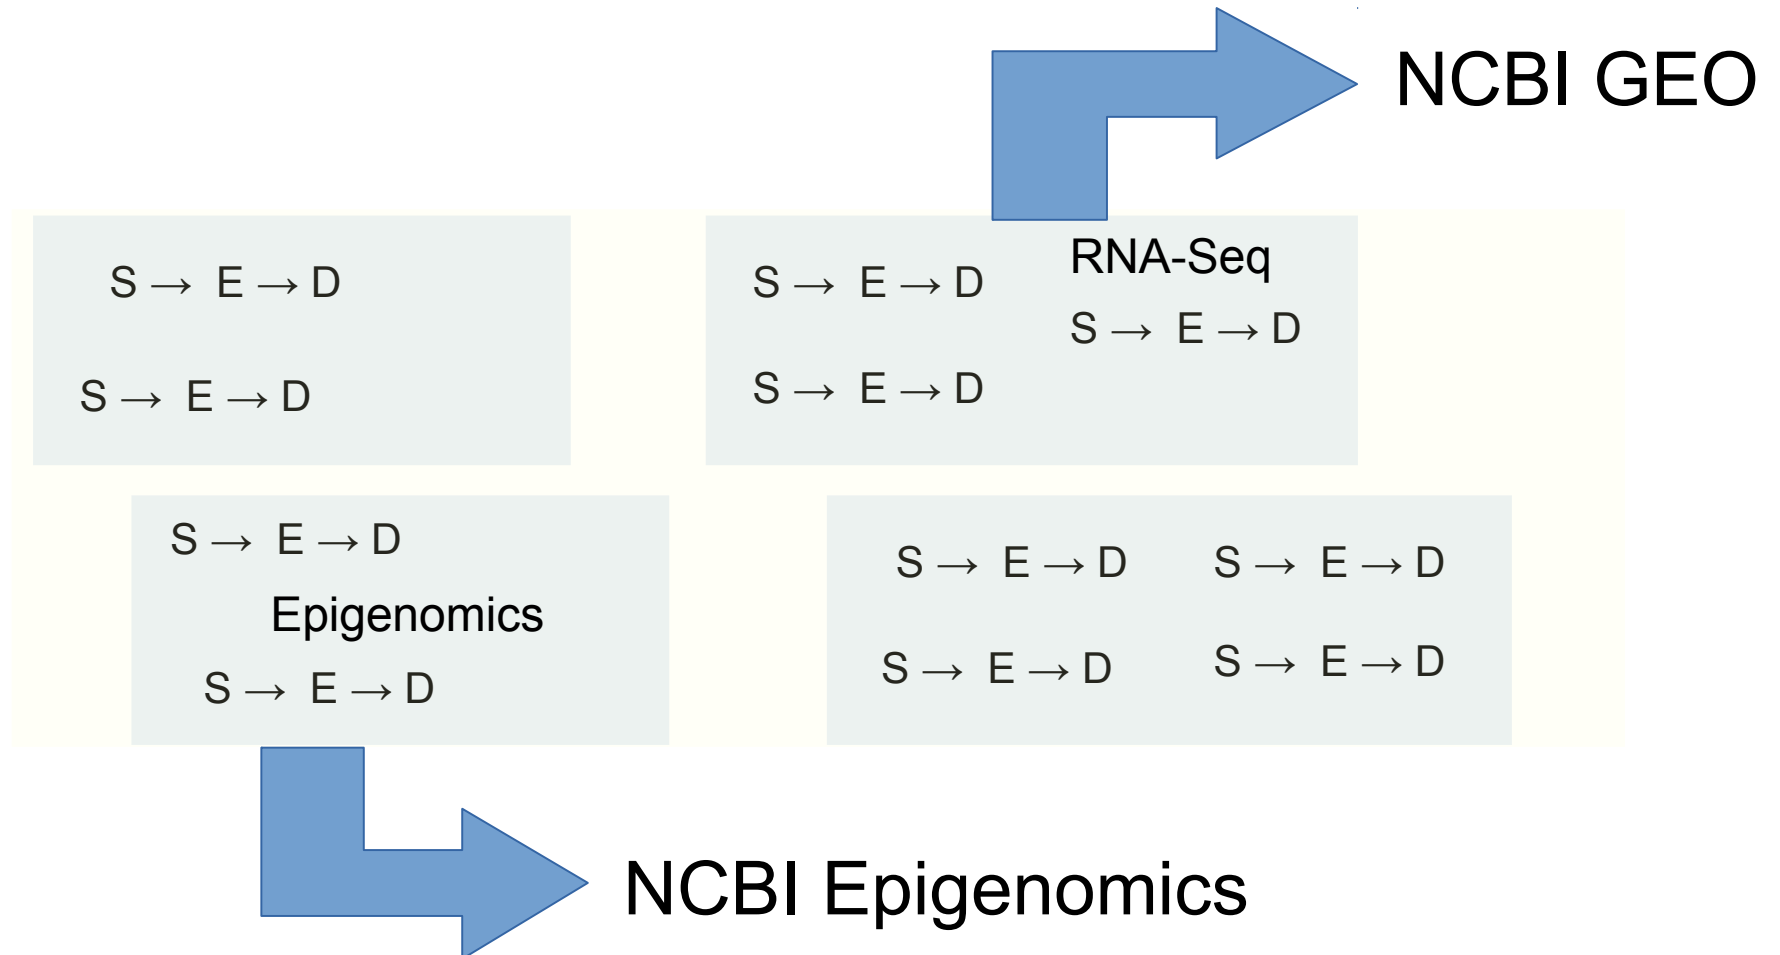 NCBI GEO
S → E → D
S → E → D
S → E → D
RNA-Seq
S → E → D
S → E → D
S → E → D
Epigenomics
S → E → D
S → E → D
S → E → D
S → E → D
S → E → D
NCBI Epigenomics